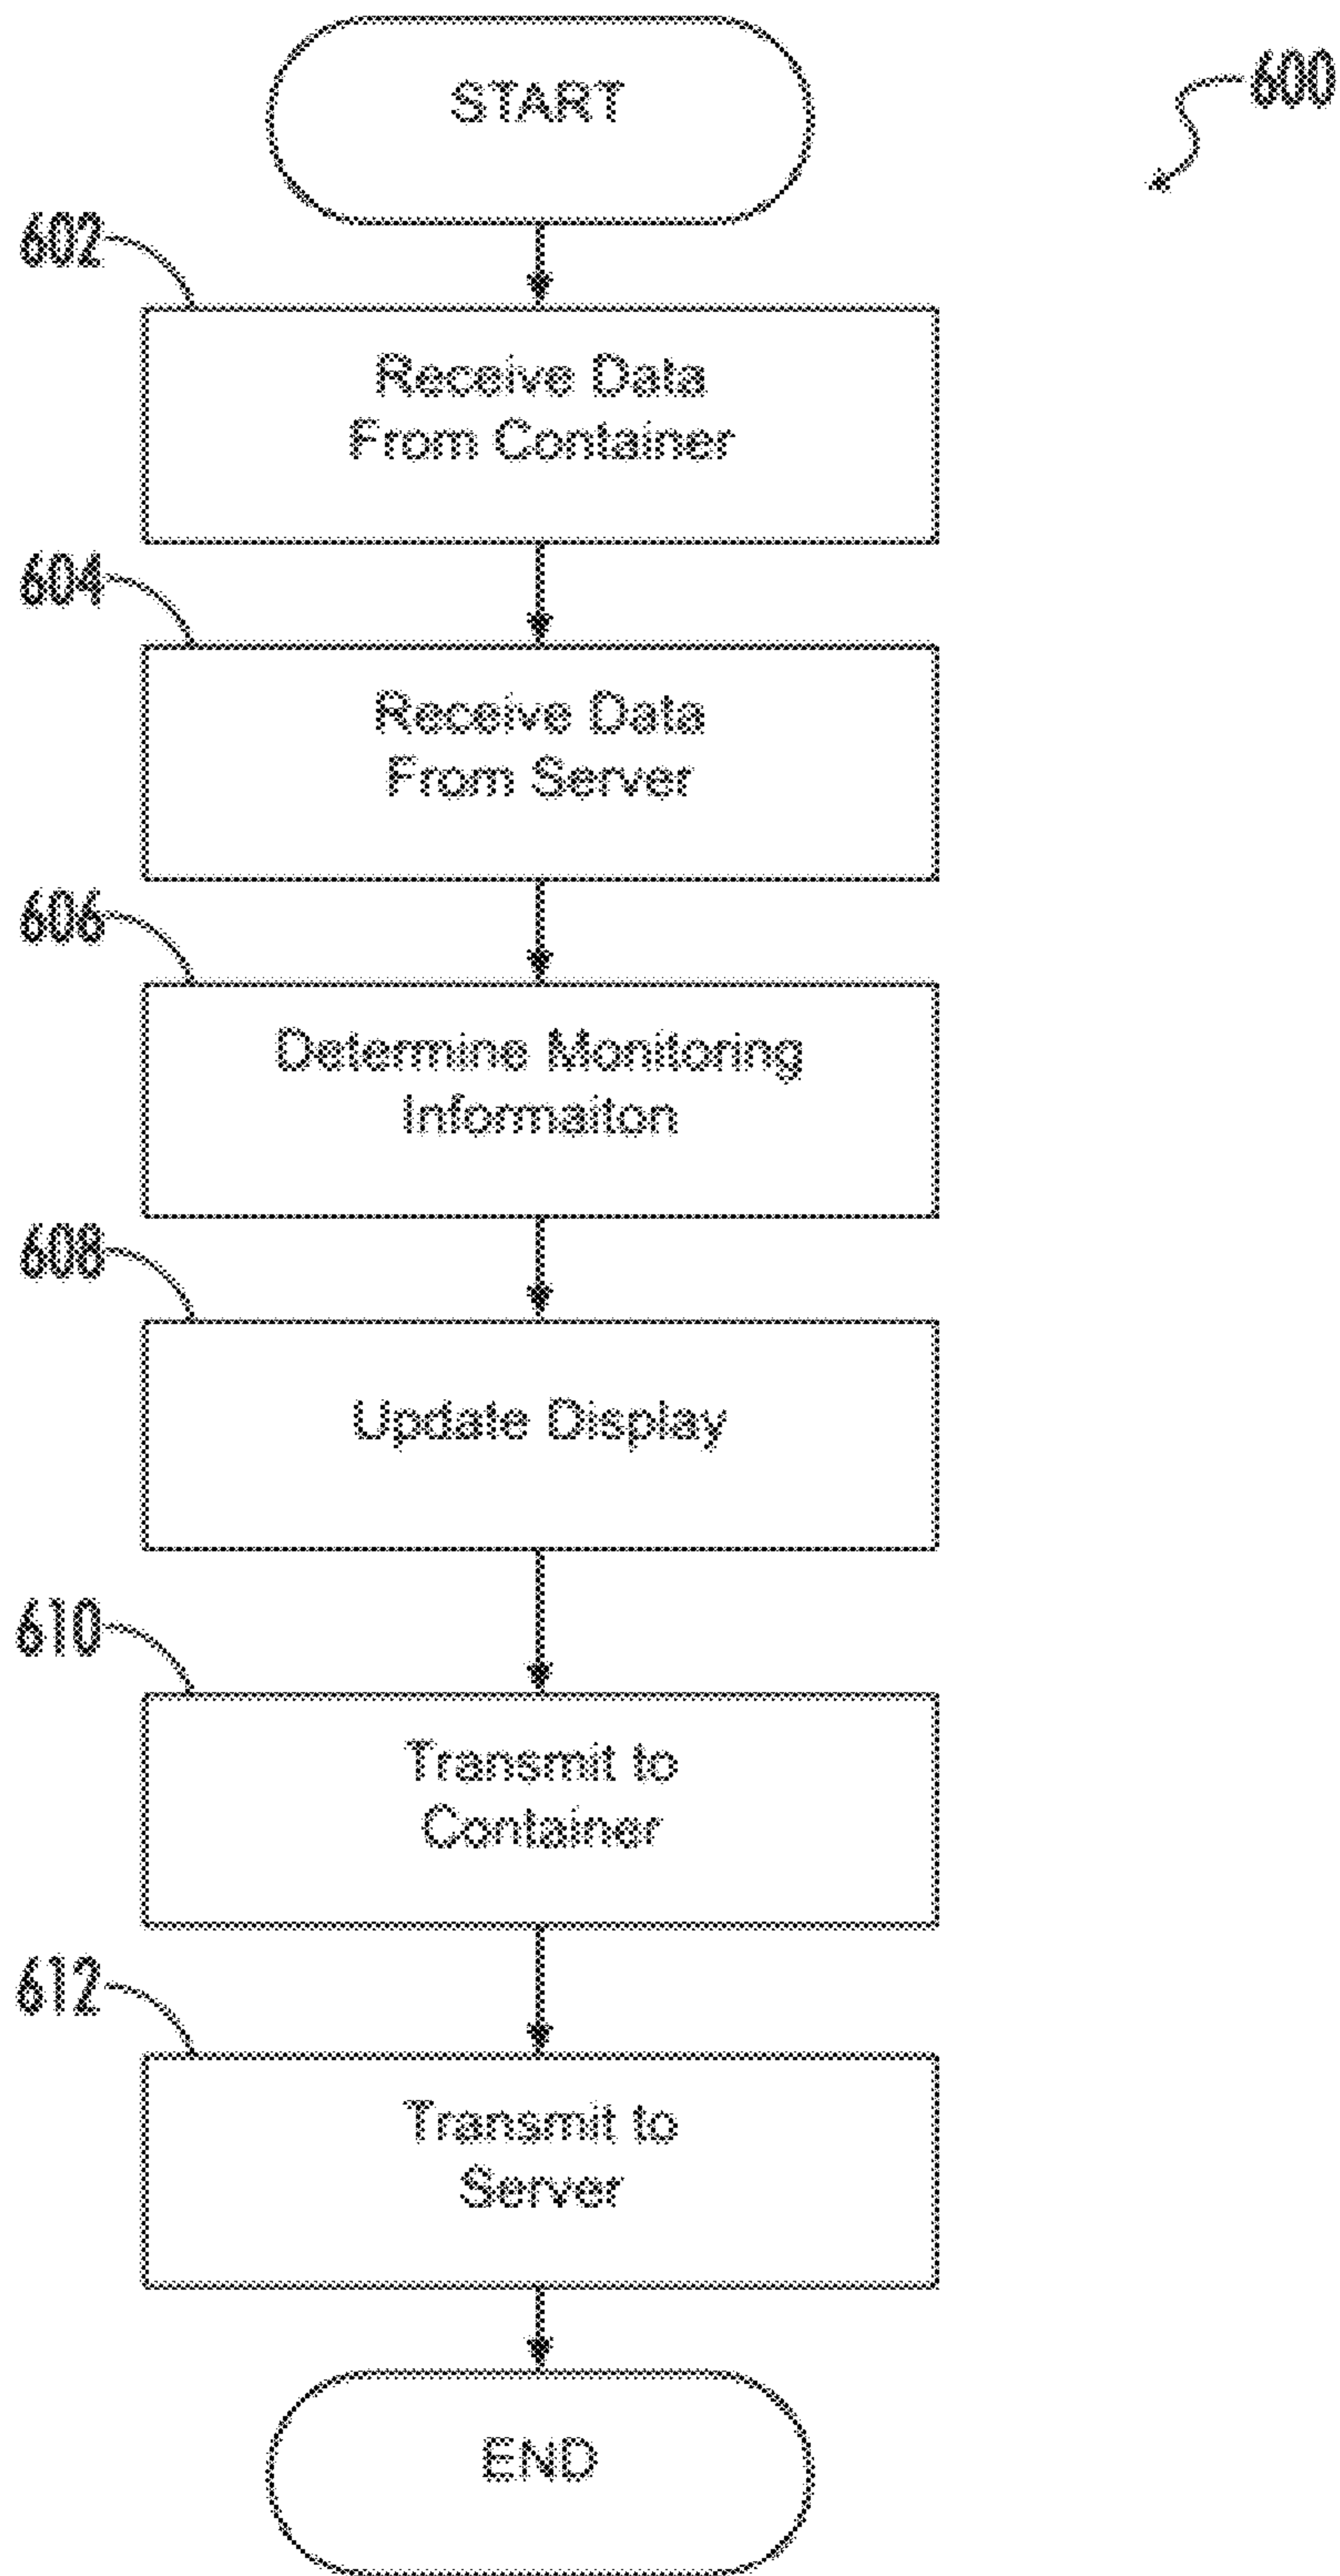 START
600
602
Receive Data
From Container
604
Receive Data
From Server
606
Determine Monitoring
Informaiton
608
Update Display
610
Transmit to
Container
612
Transmit to
Server
END